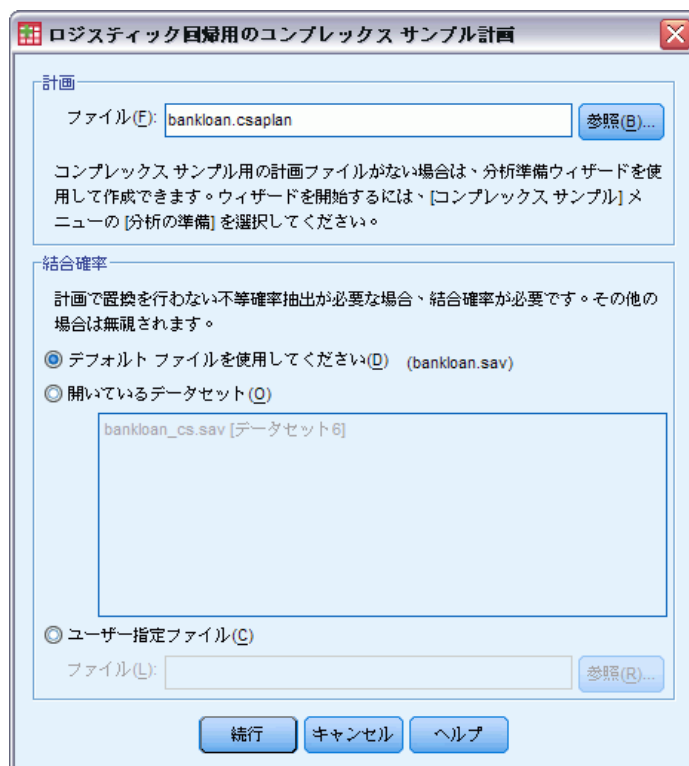 ロジスティック回帰用のコンプレックス サンプル計画
計画
ファイル(F): bankloan.csaplan 参照(B)...
コンプレックス サンプル用の計画ファイルがない場合は、分析準備ウィザードを使
用して作成できます。ウィザードを開始するには、[コンプレックス サンプル] メ
ニューの [分析の準備] を選択してください。
結合確率
計画で置換を行わない不等確率抽出が必要な場合、結合確率が必要です。その他の
場合は無視されます。
デフォルト ファイルを使用してください(D) (bankloan.sav)
開いているデータセット(O)
bankloan_cs.sav [データセット6]
ユーザー指定ファイル(C)
ファイル(L): 参照(R)...
続行 キャンセル ヘルプ